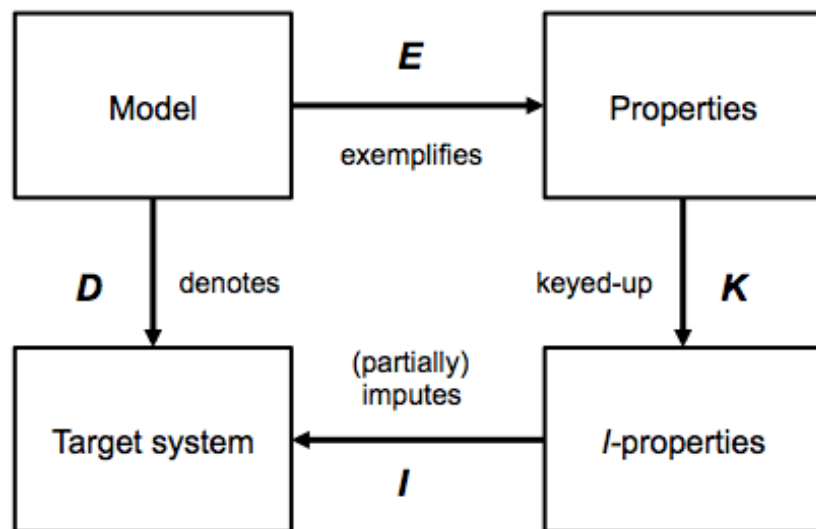 E
Model
Properties
exemplifies
D
denotes
keyed-up
K
(partially)
imputes
Target system
I-properties
I